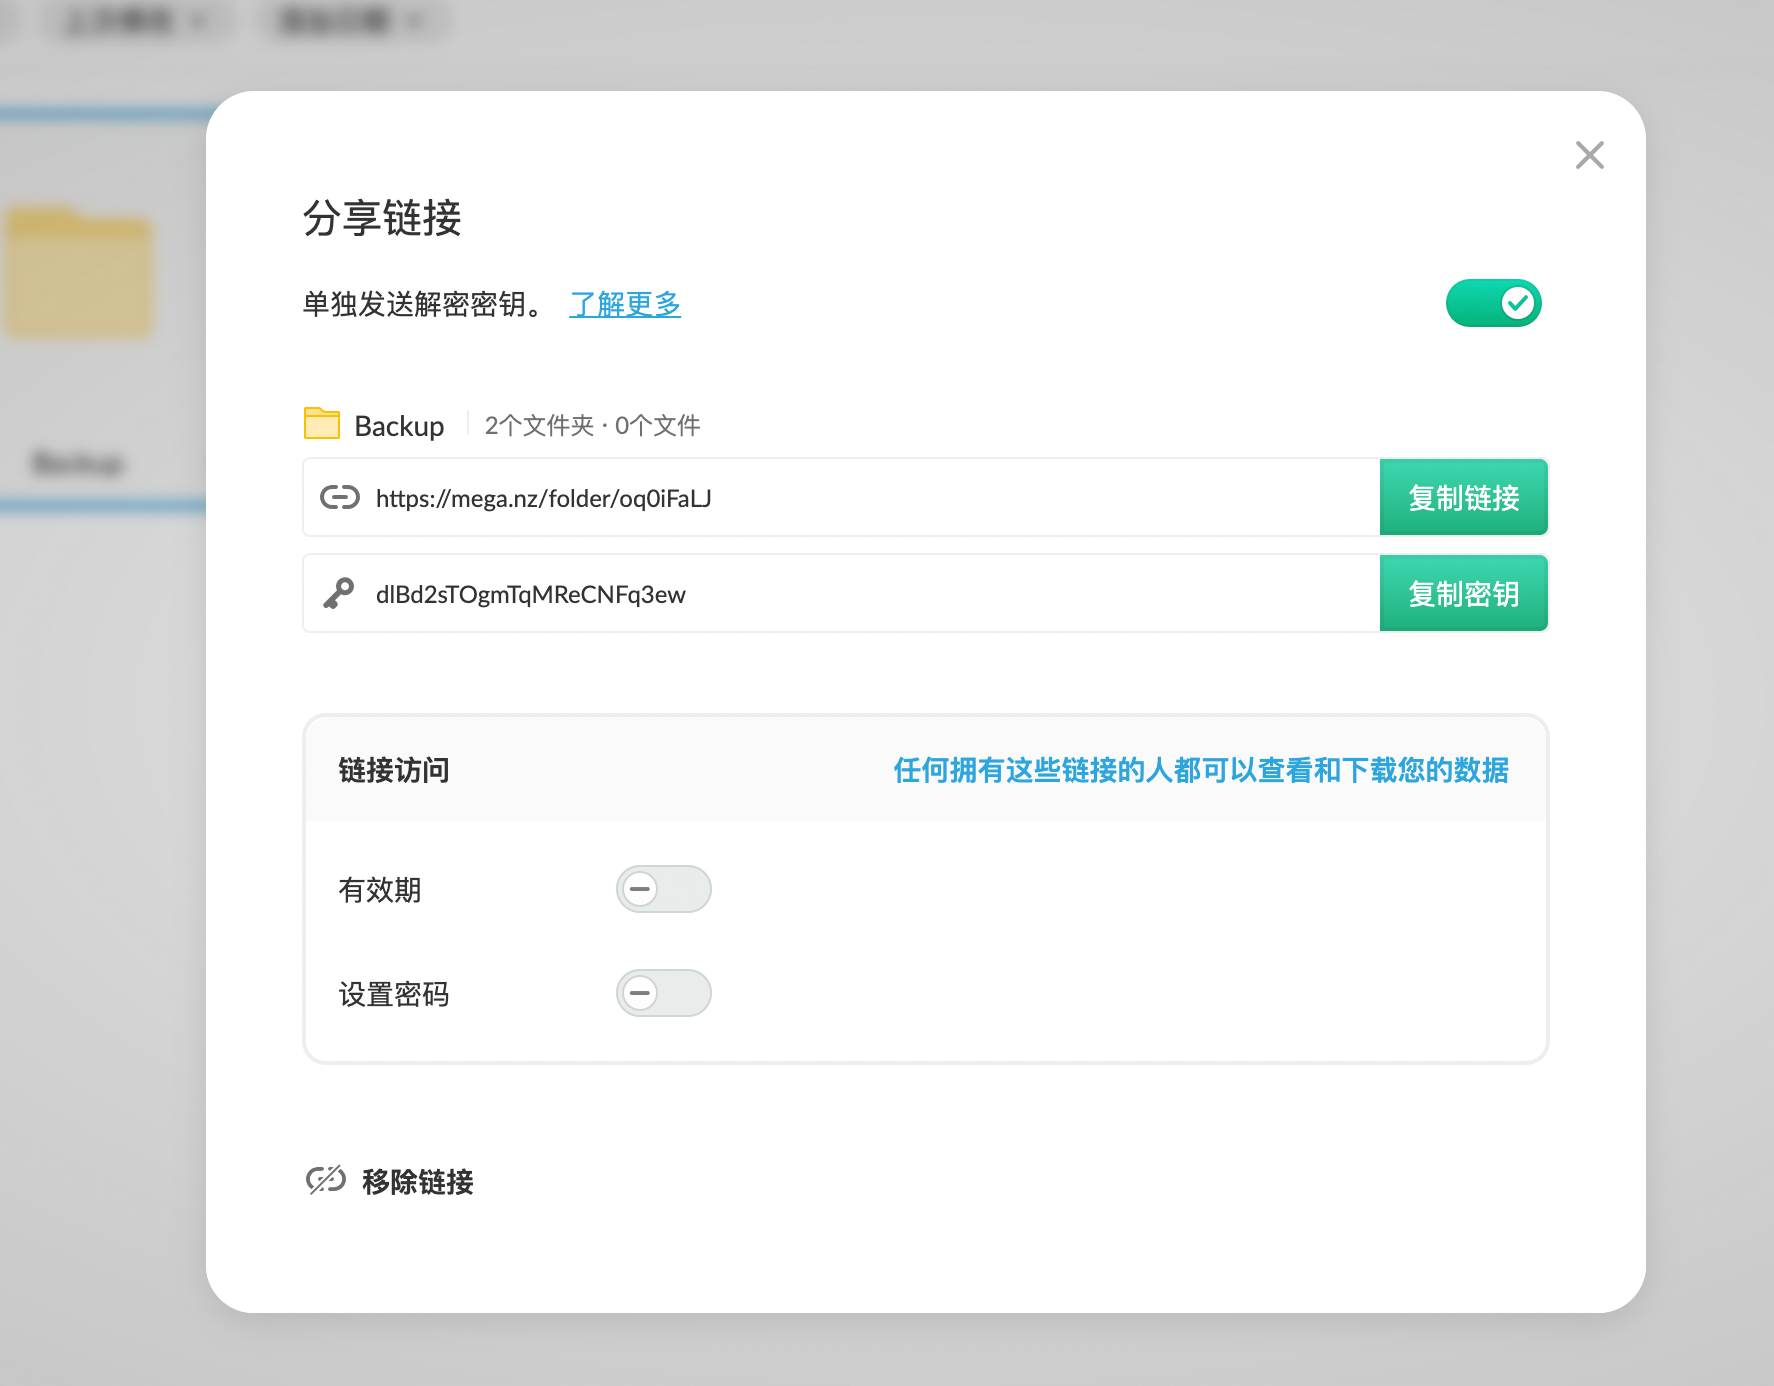 分享链接
单独发送解密密钥。 了解更多
Backup 2个文件夹 · 0个文件
https://mega.nz/folder/oq0iFaLJ 复制链接
dlBd2sTOgmTqMReCNFq3ew 复制密钥
链接访问 任何拥有这些链接的人都可以查看和下载您的数据
有效期
设置密码
移除链接
Backup